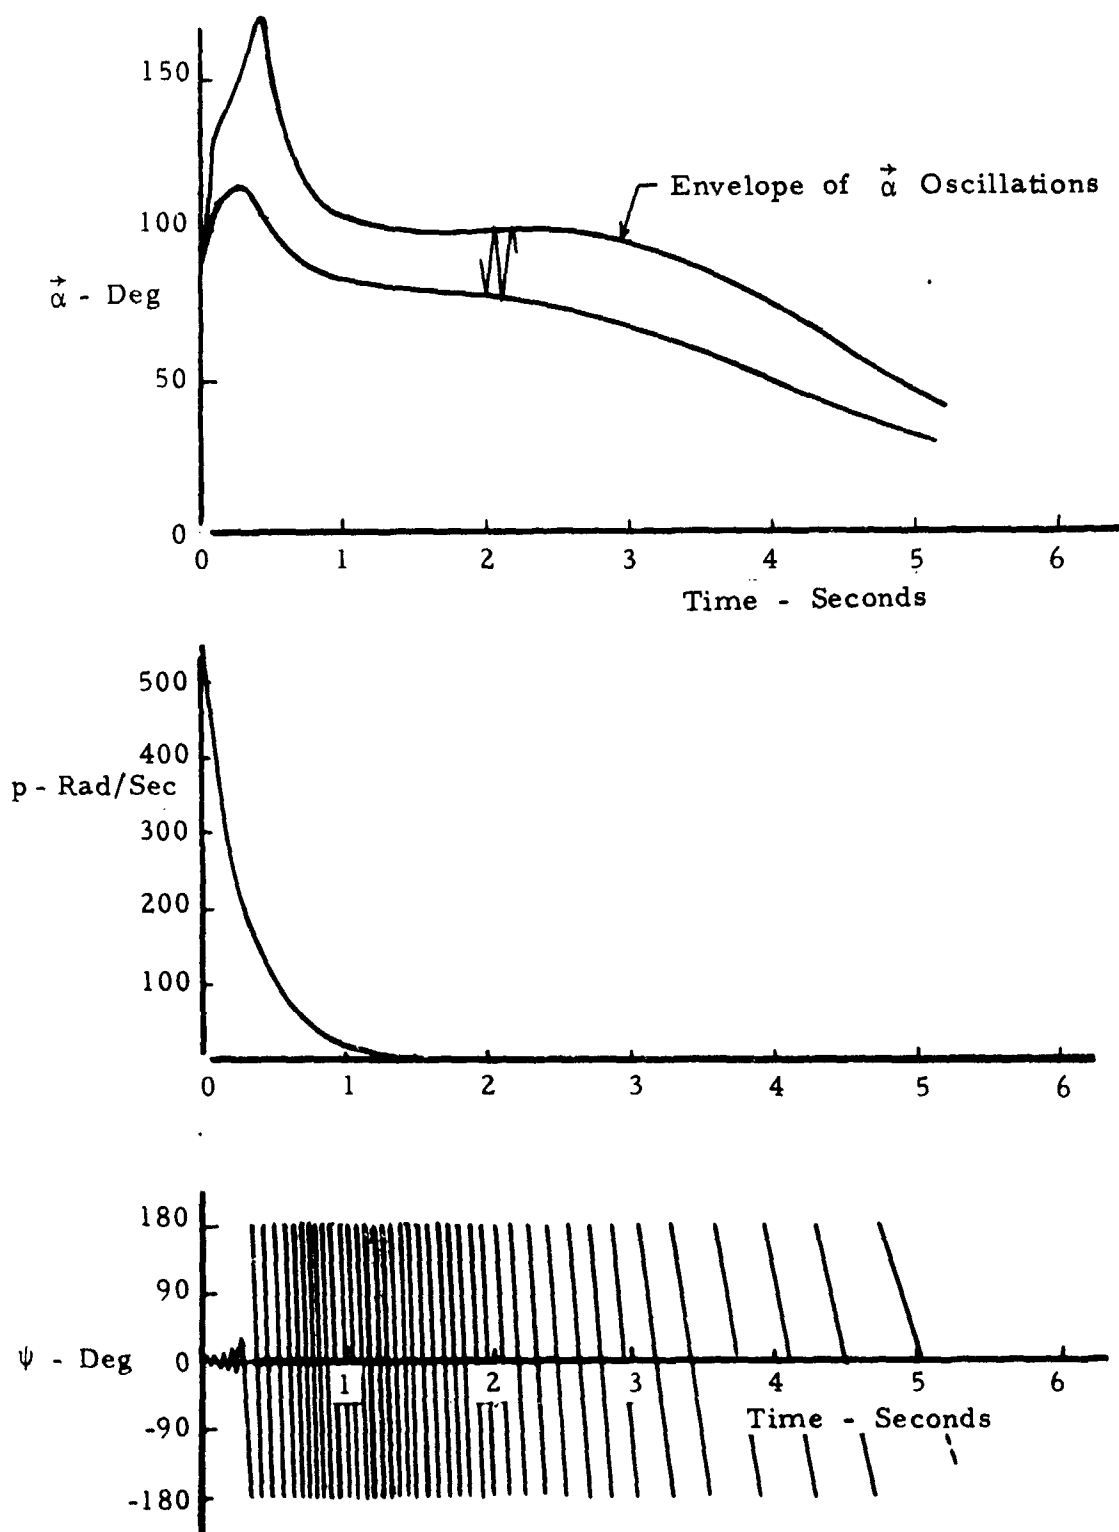 150
Envelope of α⃗ Oscillations
100
α⃗ - Deg
50
0
0 1 2 3 4 5 6
Time - Seconds
500
400
p - Rad/Sec
300
200
100
0 1 2 3 4 5 6
180
90
ψ - Deg 0
1 2 3 4 5 6
Time - Seconds
-90
-180